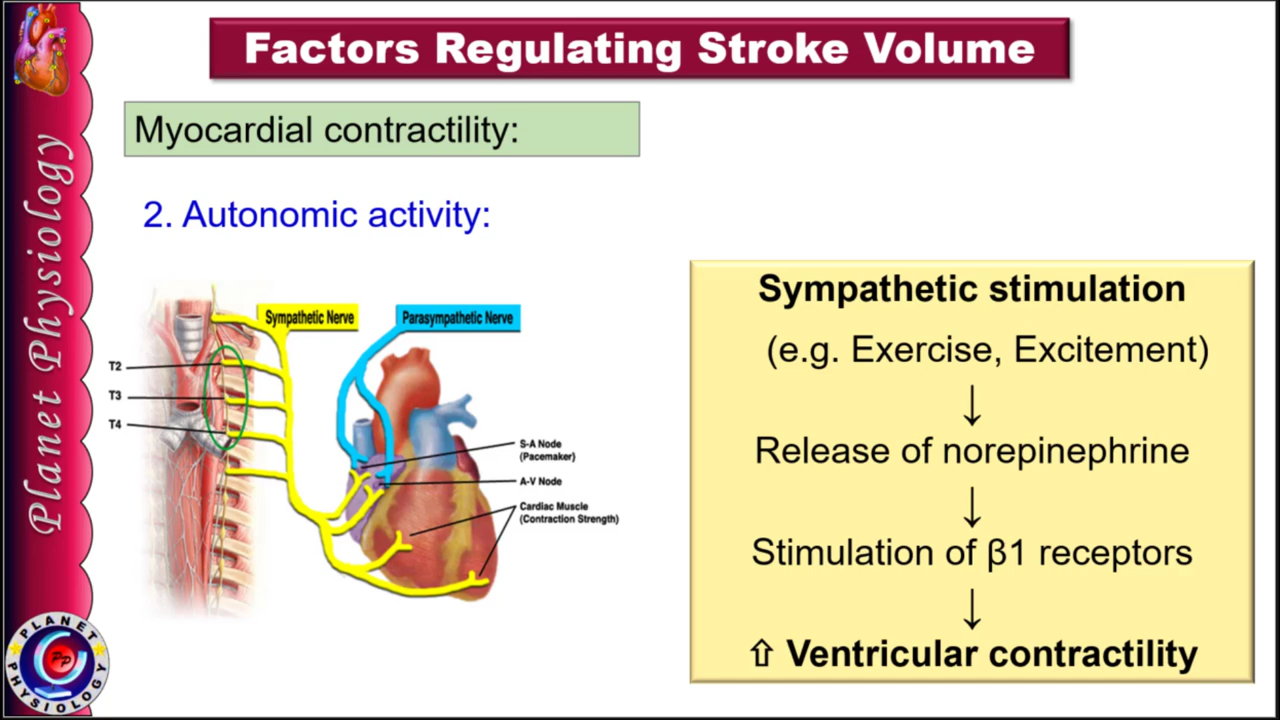 Factors Regulating Stroke Volume
Myocardial contractility:
2. Autonomic activity:
Sympathetic Nerve
Parasympathetic Nerve
T2
T3
T4
S-A Node
(Pacemaker)
A-V Node
Cardiac Muscle
(Contraction Strength)
Sympathetic stimulation
(e.g. Exercise, Excitement)
↓
Release of norepinephrine
↓
Stimulation of β1 receptors
↓
⇧ Ventricular contractility
Planet Physiology
PLANET
PP
PHYSIOLOGY